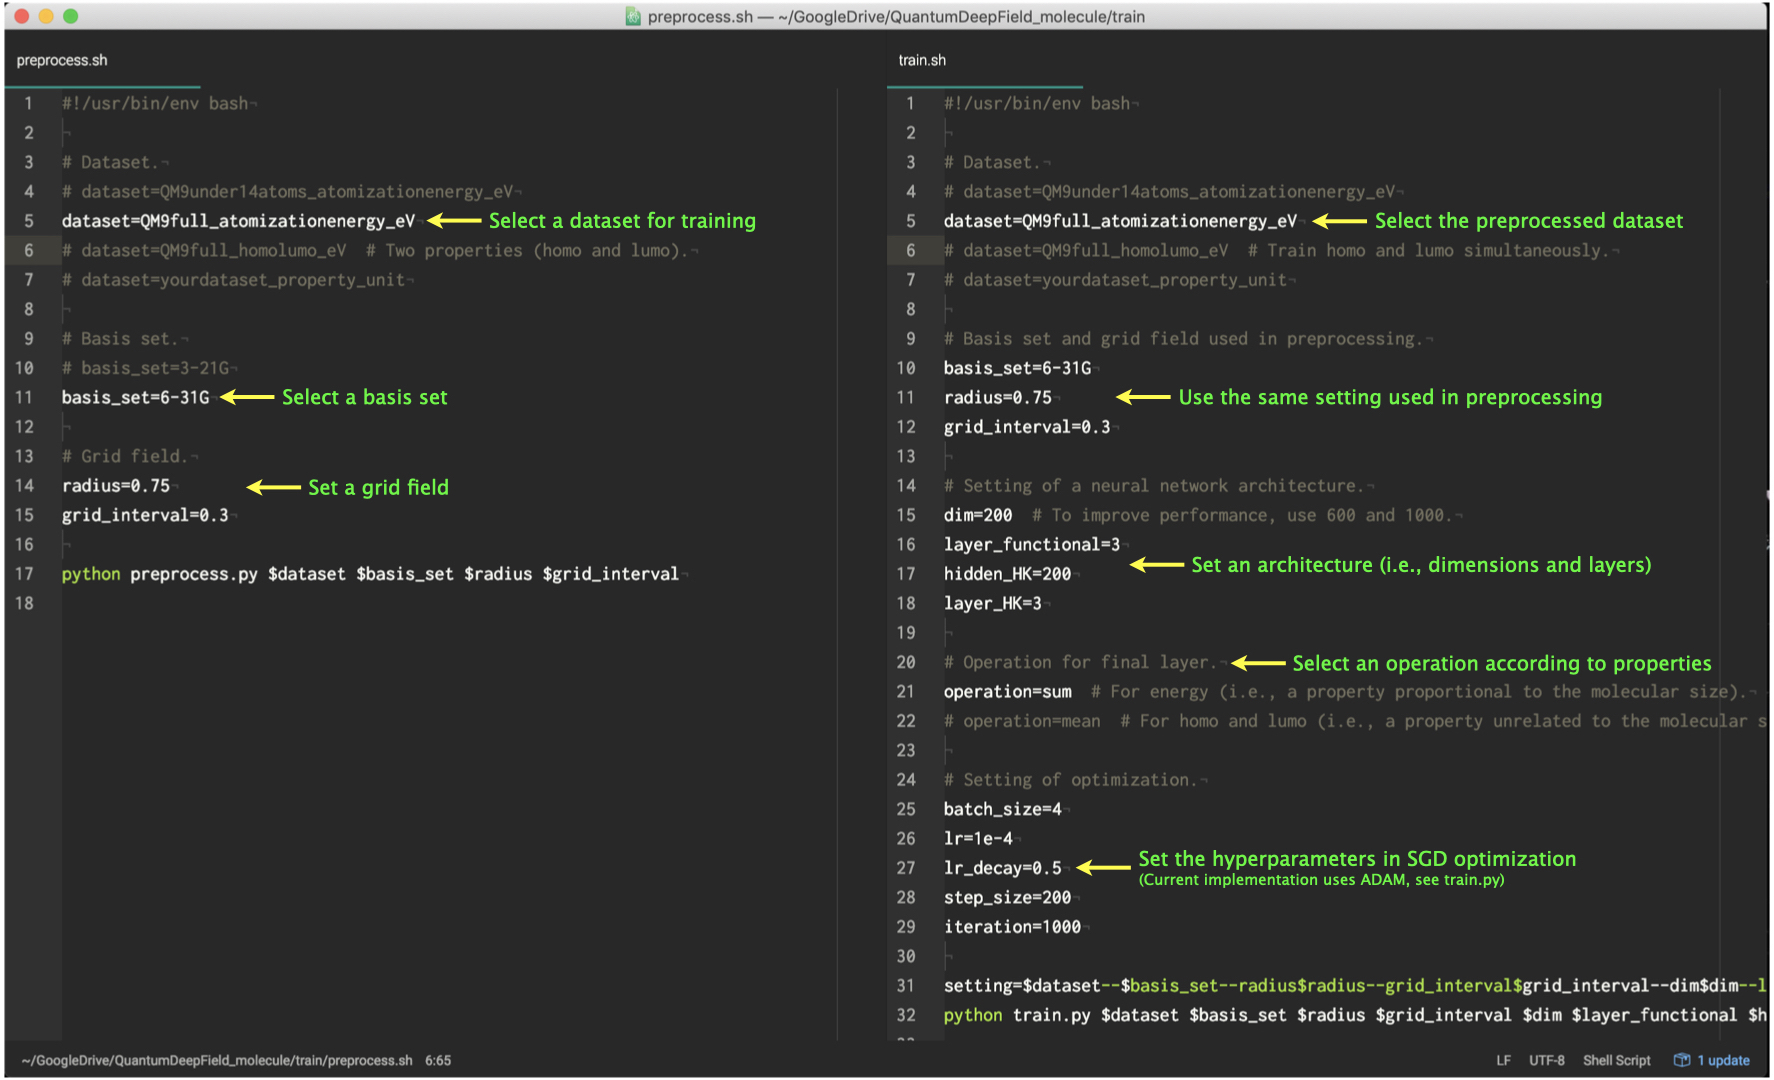 preprocess.sh — ~/GoogleDrive/QuantumDeepField_molecule/train
preprocess.sh
1 #!/usr/bin/env bash
2
3 # Dataset.
4 # dataset=QM9under14atoms_atomizationenergy_eV
5 dataset=QM9full_atomizationenergy_eV Select a dataset for training
6 # dataset=QM9full_homolumo_eV  # Two properties (homo and lumo).
7 # dataset=yourdataset_property_unit
8
9 # Basis set.
10 # basis_set=3-21G
11 basis_set=6-31G Select a basis set
12
13 # Grid field.
14 radius=0.75 Set a grid field
15 grid_interval=0.3
16
17 python preprocess.py $dataset $basis_set $radius $grid_interval
18
train.sh
1 #!/usr/bin/env bash
2
3 # Dataset.
4 # dataset=QM9under14atoms_atomizationenergy_eV
5 dataset=QM9full_atomizationenergy_eV Select the preprocessed dataset
6 # dataset=QM9full_homolumo_eV  # Train homo and lumo simultaneously.
7 # dataset=yourdataset_property_unit
8
9 # Basis set and grid field used in preprocessing.
10 basis_set=6-31G
11 radius=0.75 Use the same setting used in preprocessing
12 grid_interval=0.3
13
14 # Setting of a neural network architecture.
15 dim=200  # To improve performance, use 600 and 1000.
16 layer_functional=3
Set an architecture (i.e., dimensions and layers)
17 hidden_HK=200
18 layer_HK=3
19
20 # Operation for final layer. Select an operation according to properties
21 operation=sum  # For energy (i.e., a property proportional to the molecular size).
22 # operation=mean  # For homo and lumo (i.e., a property unrelated to the molecular s
23
24 # Setting of optimization.
25 batch_size=4
26 lr=1e-4
27 lr_decay=0.5 Set the hyperparameters in SGD optimization
(Current implementation uses ADAM, see train.py)
28 step_size=200
29 iteration=1000
30
31 setting=$dataset--$basis_set--radius$radius--grid_interval$grid_interval--dim$dim--l
32 python train.py $dataset $basis_set $radius $grid_interval $dim $layer_functional $h
~/GoogleDrive/QuantumDeepField_molecule/train/preprocess.sh 6:65
LF UTF-8 Shell Script 1 update